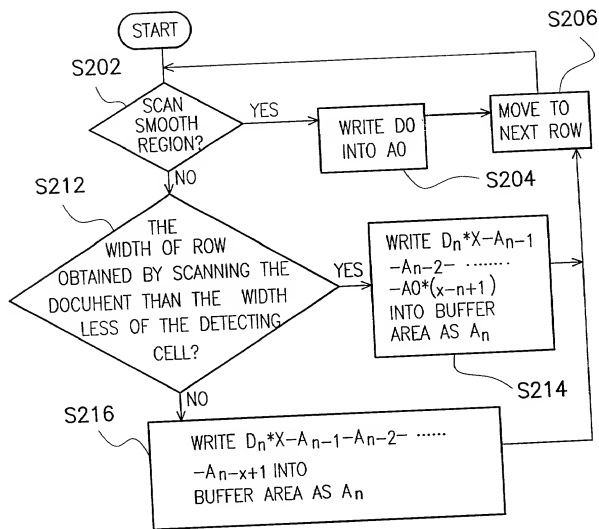 START
S202
S206
SCAN
SMOOTH
REGION?
YES
WRITE D0
INTO A0
MOVE TO
NEXT ROW
S204
NO
S212
THE
WIDTH OF ROW
OBTAINED BY SCANNING THE
DOCUHENT THAN THE WIDTH
LESS OF THE DETECTING
CELL?
YES
WRITE Dn*X-An-1
-An-2- ········
-A0*(x-n+1)
INTO BUFFER
AREA AS An
S214
NO
S216
WRITE Dn*X-An-1-An-2- ······
-An-x+1 INTO
BUFFER AREA AS An